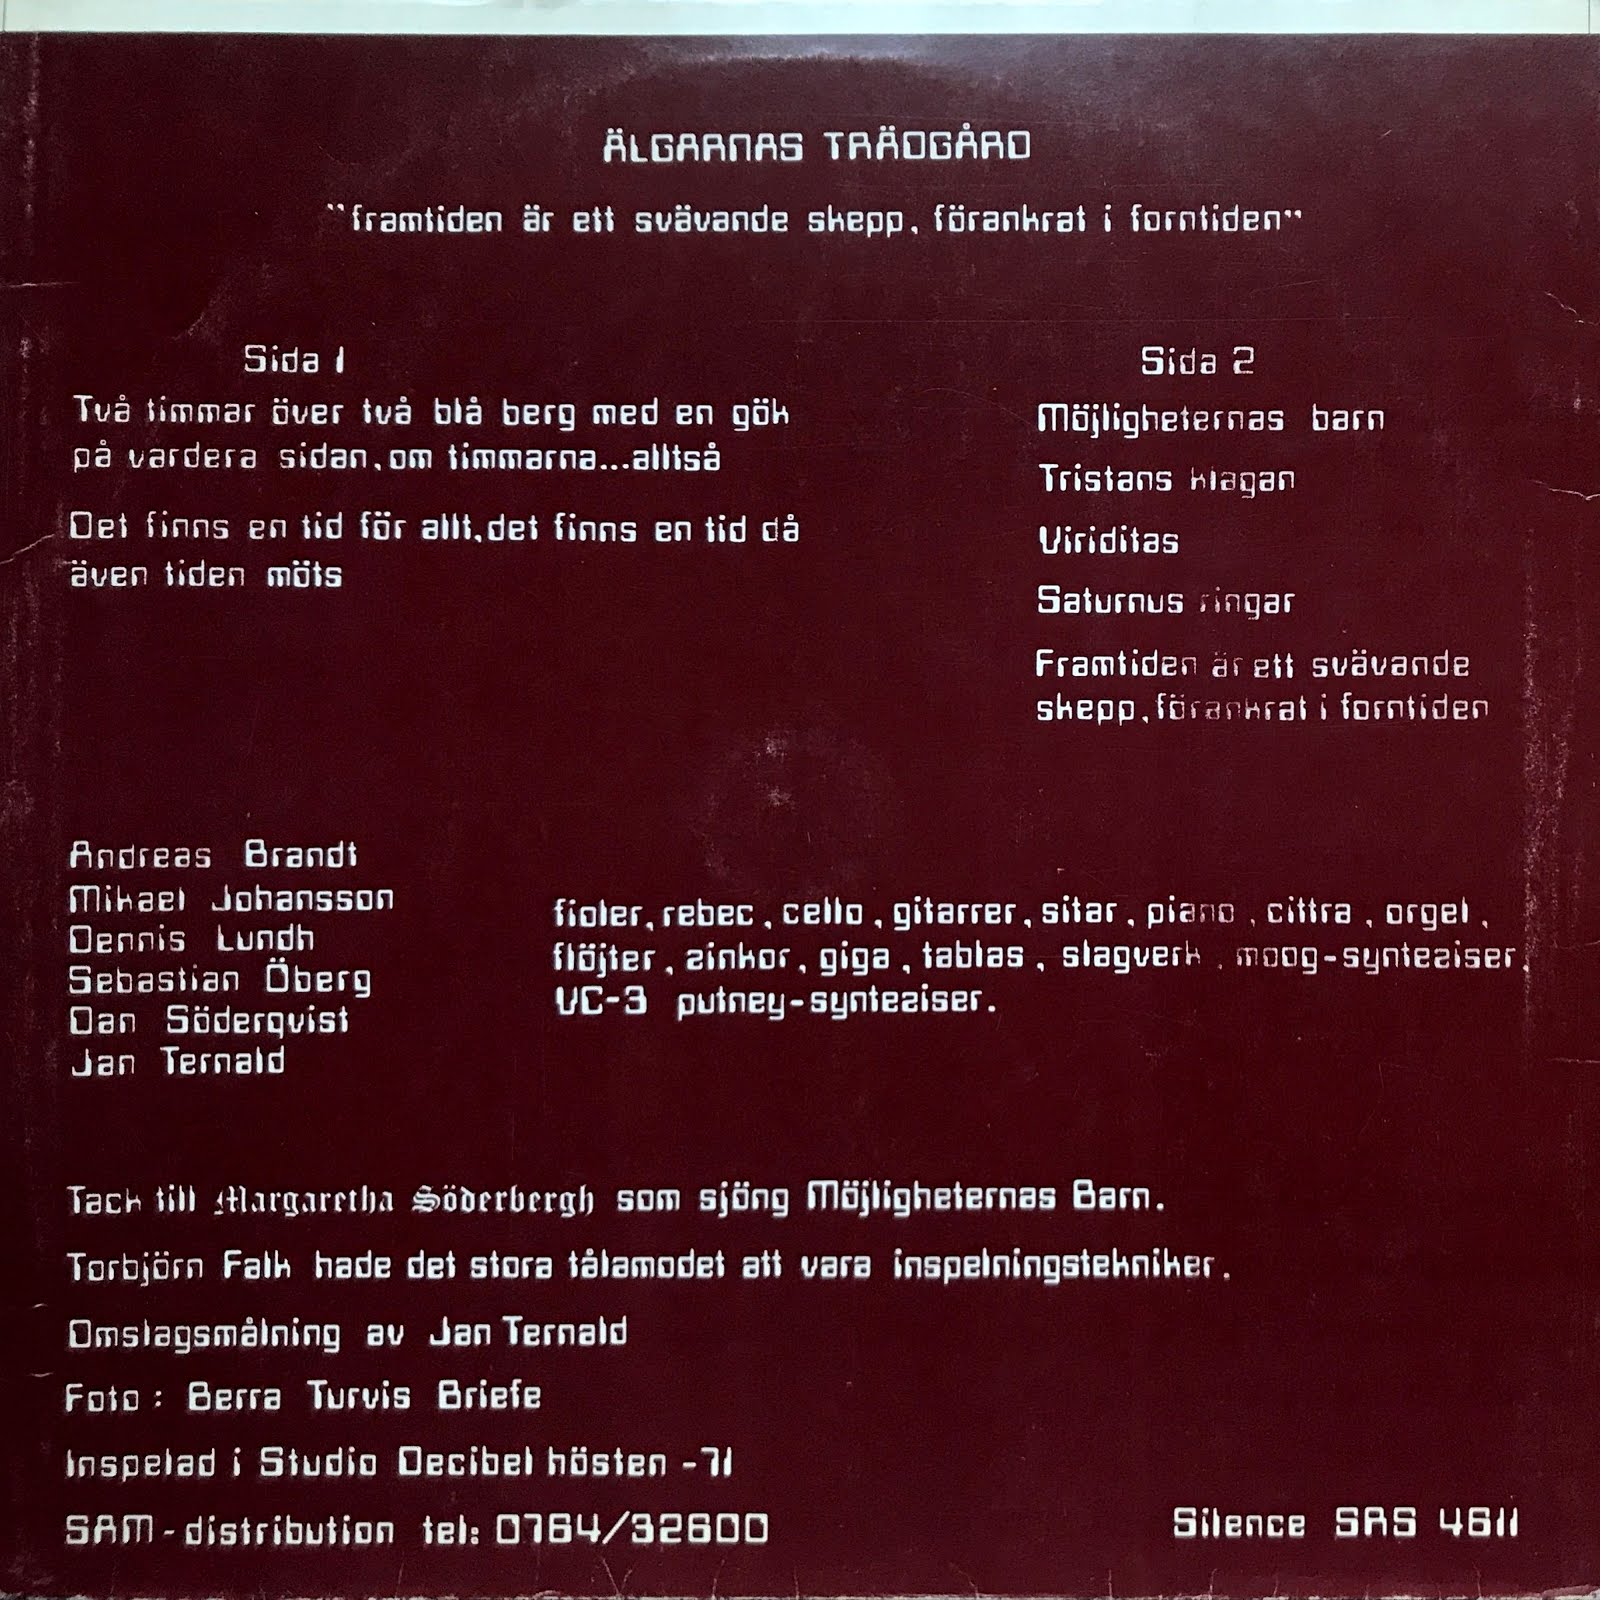 ÄLGARNAS TRÄDGÅRD
"framtiden är ett svävande skepp, förankrat i forntiden"
Sida 1
Två timmar över två blå berg med en gök
på vardera sidan, om timmarna...alltså
Det finns en tid för allt, det finns en tid då
även tiden möts
Sida 2
Möjligheternas barn
Tristans klagan
Viriditas
Saturnus ringar
Framtiden är ett svävande
skepp, förankrat i forntiden
Andreas Brandt
Mikael Johansson
Dennis Lundh
Sebastian Öberg
Dan Söderqvist
Jan Ternald
fioler, rebec, cello, gitarrer, sitar, piano, cittra, orgel,
flöjter, zinkor, giga, tablas, slagverk, moog-synteziser,
VC-3 putney-synteziser.
Tack till Margaretha Söderbergh som sjöng Möjligheternas Barn.
Torbjörn Falk hade det stora tålamodet att vara inspelningstekniker.
Omslagsmålning av Jan Ternald
Foto: Berra Turvis Briefe
Inspelad i Studio Decibel hösten -71
SAM-distribution tel: 0764/32600
Silence SRS 4611